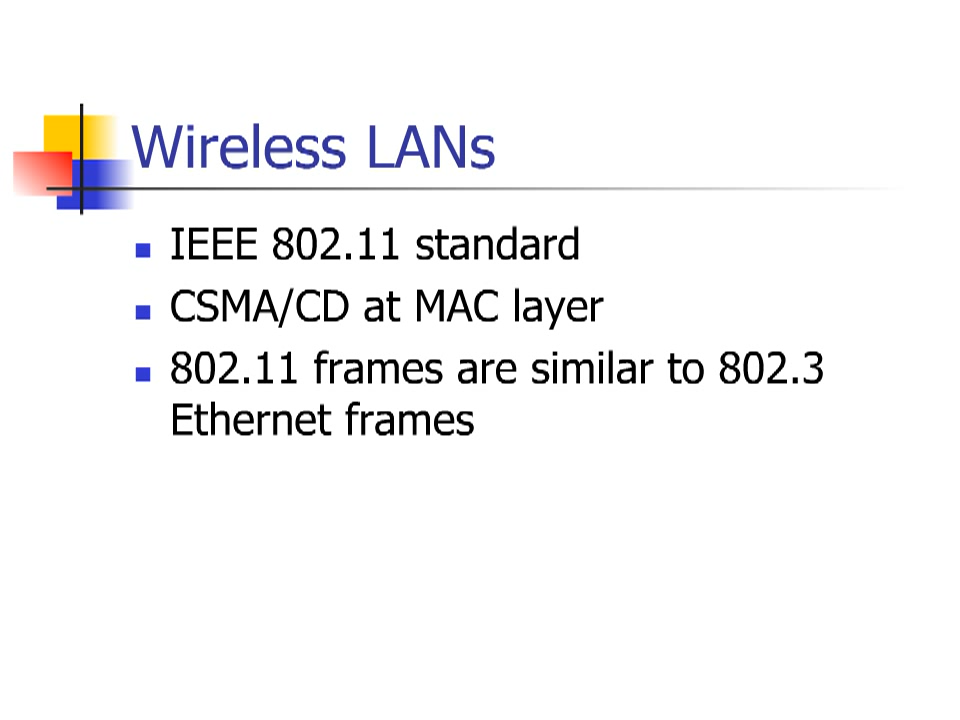 Wireless LANs
IEEE 802.11 standard
CSMA/CD at MAC layer
802.11 frames are similar to 802.3
Ethernet frames